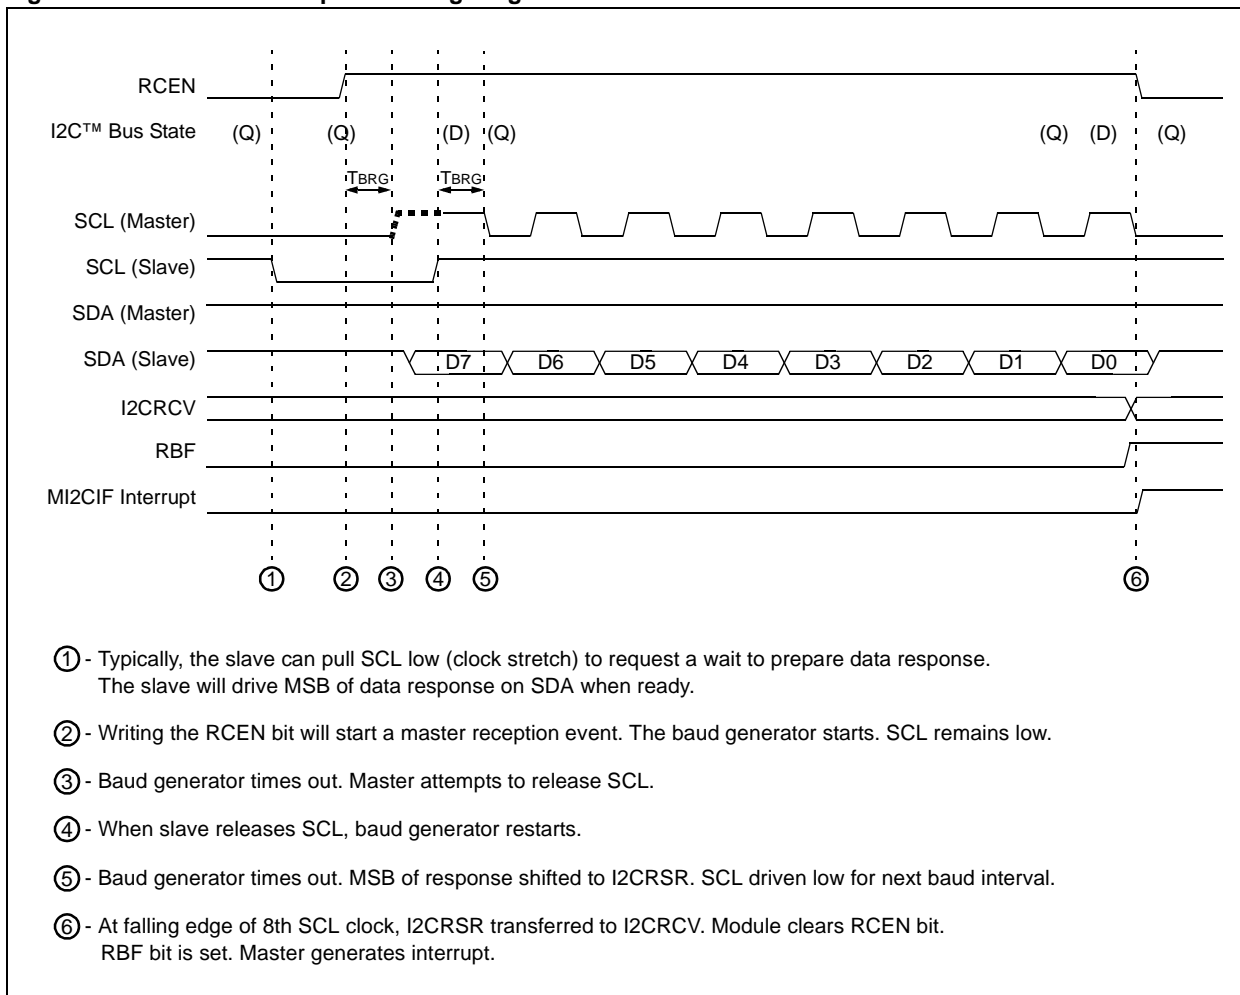 RCEN
I2C™ Bus State (Q) (Q) (D) (Q) (Q) (D) (Q)
TBRG TBRG
SCL (Master)
SCL (Slave)
SDA (Master)
SDA (Slave) D7 D6 D5 D4 D3 D2 D1 D0
I2CRCV
RBF
MI2CIF Interrupt
1 2 3 4 5 6
1 - Typically, the slave can pull SCL low (clock stretch) to request a wait to prepare data response.
The slave will drive MSB of data response on SDA when ready.
2 - Writing the RCEN bit will start a master reception event. The baud generator starts. SCL remains low.
3 - Baud generator times out. Master attempts to release SCL.
4 - When slave releases SCL, baud generator restarts.
5 - Baud generator times out. MSB of response shifted to I2CRSR. SCL driven low for next baud interval.
6 - At falling edge of 8th SCL clock, I2CRSR transferred to I2CRCV. Module clears RCEN bit.
RBF bit is set. Master generates interrupt.